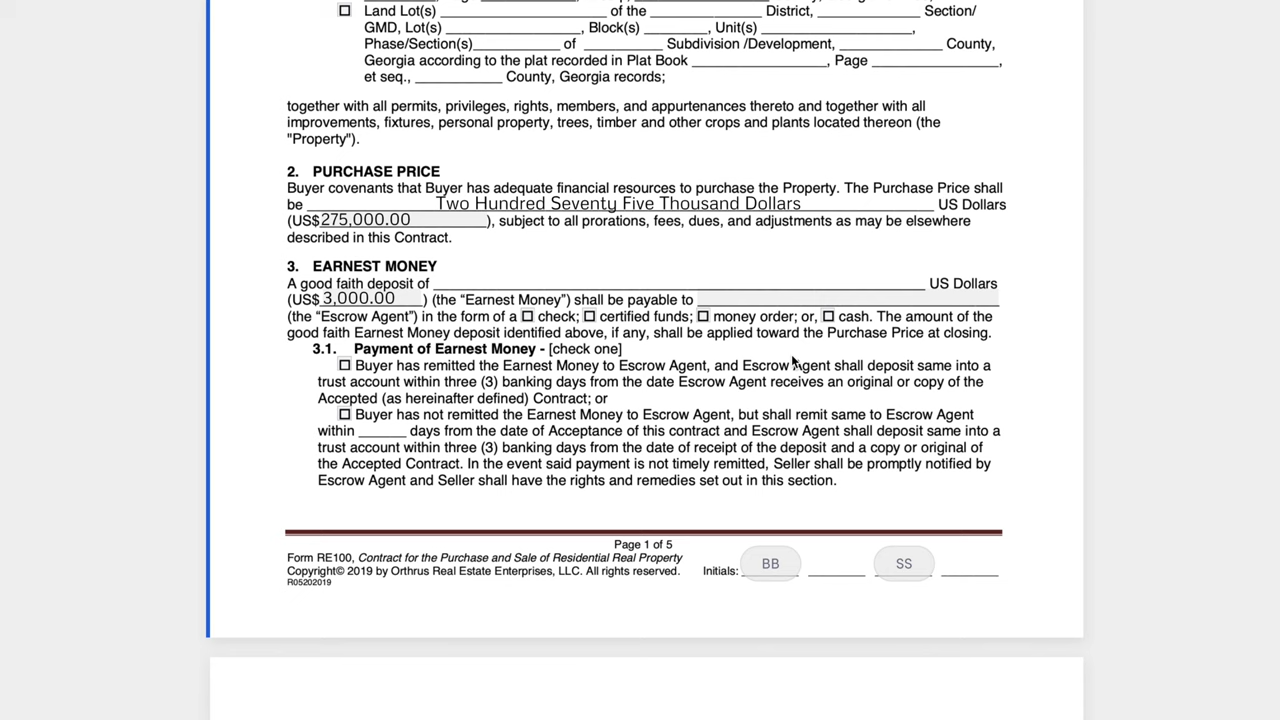 Land Lot(s) ____________________ of the _____________ District, ____________ Section/
GMD, Lot(s) ___________________, Block(s) ________, Unit(s) __________________,
Phase/Section(s)___________ of _________ Subdivision /Development, ____________ County,
Georgia according to the plat recorded in Plat Book ________________, Page _______________,
et seq., ___________ County, Georgia records;
together with all permits, privileges, rights, members, and appurtenances thereto and together with all
improvements, fixtures, personal property, trees, timber and other crops and plants located thereon (the
"Property").
2. PURCHASE PRICE
Buyer covenants that Buyer has adequate financial resources to purchase the Property. The Purchase Price shall
be ________________Two Hundred Seventy Five Thousand Dollars________________ US Dollars
(US$275,000.00_________), subject to all prorations, fees, dues, and adjustments as may be elsewhere
described in this Contract.
3. EARNEST MONEY
A good faith deposit of ____________________________________________________________ US Dollars
(US$ 3,000.00 ) (the “Earnest Money”) shall be payable to ____________________________________
(the “Escrow Agent”) in the form of a ☐ check; ☐ certified funds; ☐ money order; or, ☐ cash. The amount of the
good faith Earnest Money deposit identified above, if any, shall be applied toward the Purchase Price at closing.
3.1. Payment of Earnest Money - [check one]
☐ Buyer has remitted the Earnest Money to Escrow Agent, and Escrow Agent shall deposit same into a
trust account within three (3) banking days from the date Escrow Agent receives an original or copy of the
Accepted (as hereinafter defined) Contract; or
☐ Buyer has not remitted the Earnest Money to Escrow Agent, but shall remit same to Escrow Agent
within ______ days from the date of Acceptance of this contract and Escrow Agent shall deposit same into a
trust account within three (3) banking days from the date of receipt of the deposit and a copy or original of
the Accepted Contract. In the event said payment is not timely remitted, Seller shall be promptly notified by
Escrow Agent and Seller shall have the rights and remedies set out in this section.
Page 1 of 5
Form RE100, Contract for the Purchase and Sale of Residential Real Property
Copyright© 2019 by Orthrus Real Estate Enterprises, LLC. All rights reserved. Initials: BB _______ SS _______
R05202019